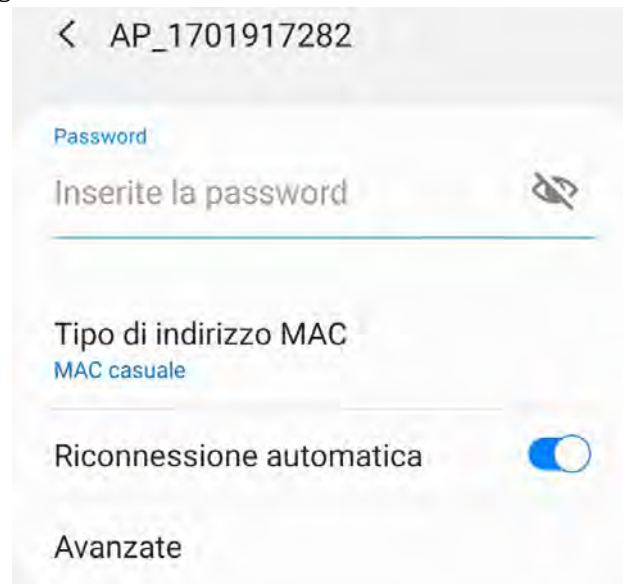 AP_1701917282
Password
Inserite la password
Tipo di indirizzo MAC
MAC casuale
Riconnessione automatica
Avanzate